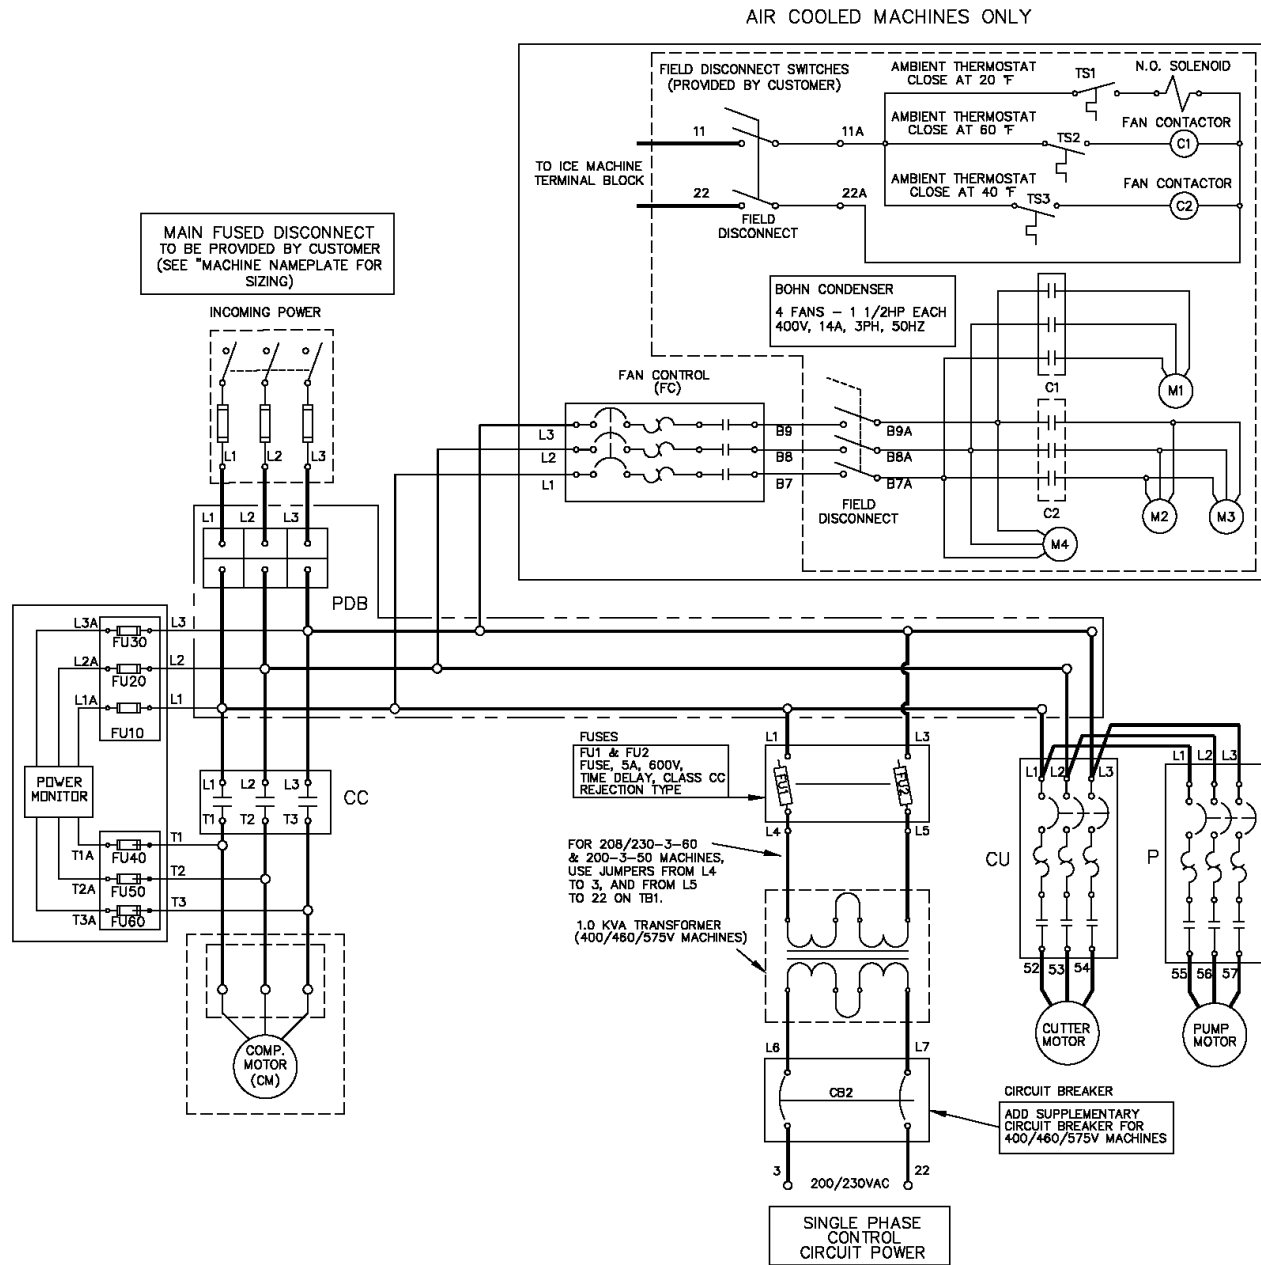 AIR COOLED MACHINES ONLY
FIELD DISCONNECT SWITCHES
(PROVIDED BY CUSTOMER)
AMBIENT THERMOSTAT
CLOSE AT 20 °F
TS1
N.O. SOLENOID
AMBIENT THERMOSTAT
CLOSE AT 60 °F
TS2
FAN CONTACTOR
C1
11
11A
TO ICE MACHINE
TERMINAL BLOCK
AMBIENT THERMOSTAT
CLOSE AT 40 °F
TS3
FAN CONTACTOR
C2
22
22A
FIELD
DISCONNECT
MAIN FUSED DISCONNECT
TO BE PROVIDED BY CUSTOMER
(SEE "MACHINE NAMEPLATE FOR
SIZING)
INCOMING POWER
BOHN CONDENSER
4 FANS - 1 1/2HP EACH
400V, 14A, 3PH, 50HZ
FAN CONTROL
(FC)
C1
M1
L3
B9
B9A
L2
B8
B8A
L1
B7
B7A
FIELD
DISCONNECT
C2
M2
M3
M4
L1
L2
L3
L1
L2
L3
PDB
L3A
FU30
L3
L2A
FU20
L2
L1A
FU10
L1
POWER
MONITOR
L1
L2
L3
CC
T1
T2
T3
T1A
FU40
T1
T2A
FU50
T2
T3A
FU60
T3
COMP.
MOTOR
(CM)
FUSES
FU1 & FU2
FUSE, 5A, 600V,
TIME DELAY, CLASS CC
REJECTION TYPE
L1
L3
FU1
FU2
L4
L5
FOR 208/230-3-60
& 200-3-50 MACHINES,
USE JUMPERS FROM L4
TO 3, AND FROM L5
TO 22 ON TB1.
1.0 KVA TRANSFORMER
(400/460/575V MACHINES)
L6
L7
CB2
3
22
200/230VAC
SINGLE PHASE
CONTROL
CIRCUIT POWER
L1
L2
L3
CU
52
53
54
CUTTER
MOTOR
L1
L2
L3
P
55
56
57
PUMP
MOTOR
CIRCUIT BREAKER
ADD SUPPLEMENTARY
CIRCUIT BREAKER FOR
400/460/575V MACHINES